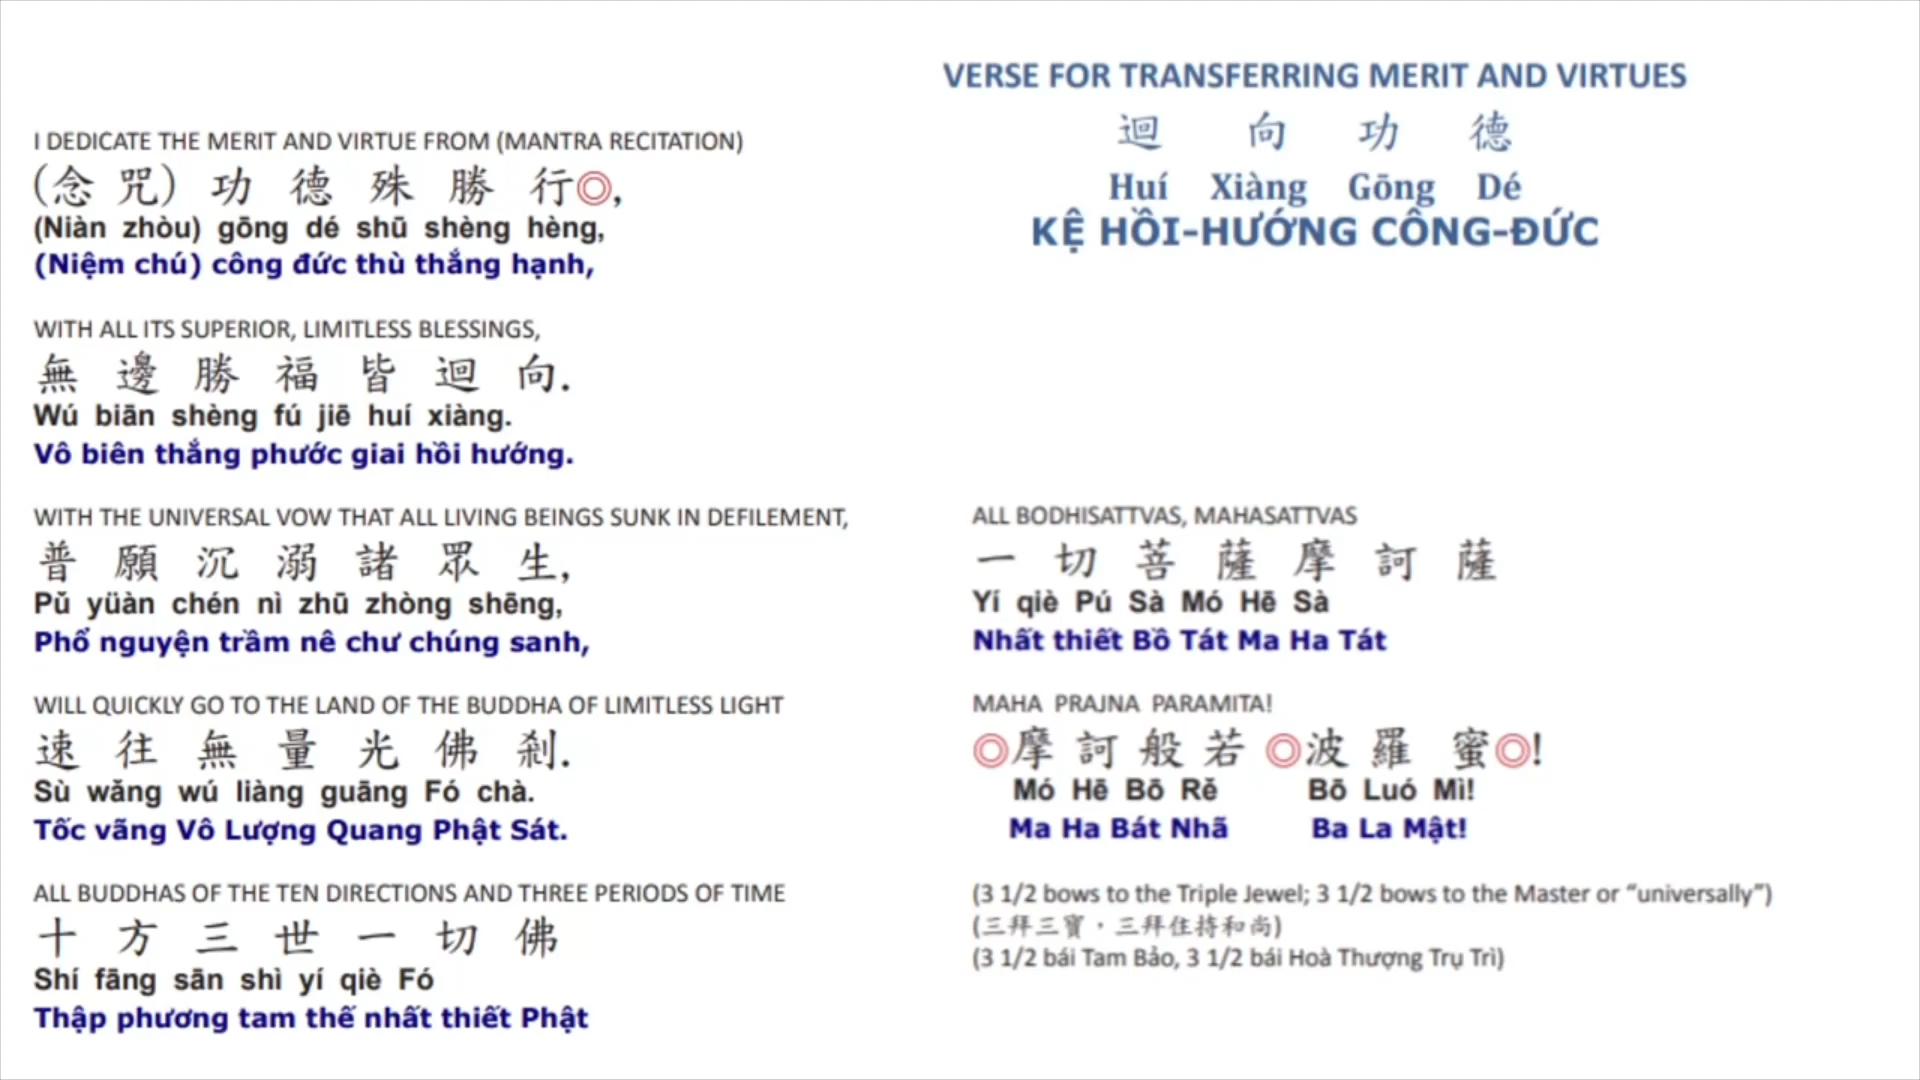 VERSE FOR TRANSFERRING MERIT AND VIRTUES
迴 向 功 德
Huí Xiàng Gōng Dé
KỆ HỒI-HƯỚNG CÔNG-ĐỨC
I DEDICATE THE MERIT AND VIRTUE FROM (MANTRA RECITATION)
(念 咒) 功 德 殊 勝 行◎,
(Niàn zhòu) gōng dé shū shèng hèng,
(Niệm chú) công đức thù thắng hạnh,
WITH ALL ITS SUPERIOR, LIMITLESS BLESSINGS,
無 邊 勝 福 皆 迴 向.
Wú biān shèng fú jiē huí xiàng.
Vô biên thắng phước giai hồi hướng.
WITH THE UNIVERSAL VOW THAT ALL LIVING BEINGS SUNK IN DEFILEMENT,
普 願 沉 溺 諸 眾 生,
Pǔ yüàn chén nì zhū zhòng shēng,
Phổ nguyện trầm nê chư chúng sanh,
WILL QUICKLY GO TO THE LAND OF THE BUDDHA OF LIMITLESS LIGHT
速 往 無 量 光 佛 剎.
Sù wǎng wú liàng guāng Fó chà.
Tốc vãng Vô Lượng Quang Phật Sát.
ALL BUDDHAS OF THE TEN DIRECTIONS AND THREE PERIODS OF TIME
十 方 三 世 一 切 佛
Shí fāng sān shì yí qiè Fó
Thập phương tam thế nhất thiết Phật
ALL BODHISATTVAS, MAHASATTVAS
一 切 菩 薩 摩 訶 薩
Yí qiè Pú Sà Mó Hē Sà
Nhất thiết Bồ Tát Ma Ha Tát
MAHA PRAJNA PARAMITA!
◎摩 訶 般 若 ◎波 羅 蜜◎!
Mó Hē Bō Rě Bō Luó Mì!
Ma Ha Bát Nhã Ba La Mật!
(3 1/2 bows to the Triple Jewel; 3 1/2 bows to the Master or “universally”)
(三拜三寶，三拜住持和尚)
(3 1/2 bái Tam Bảo, 3 1/2 bái Hoà Thượng Trụ Trì)